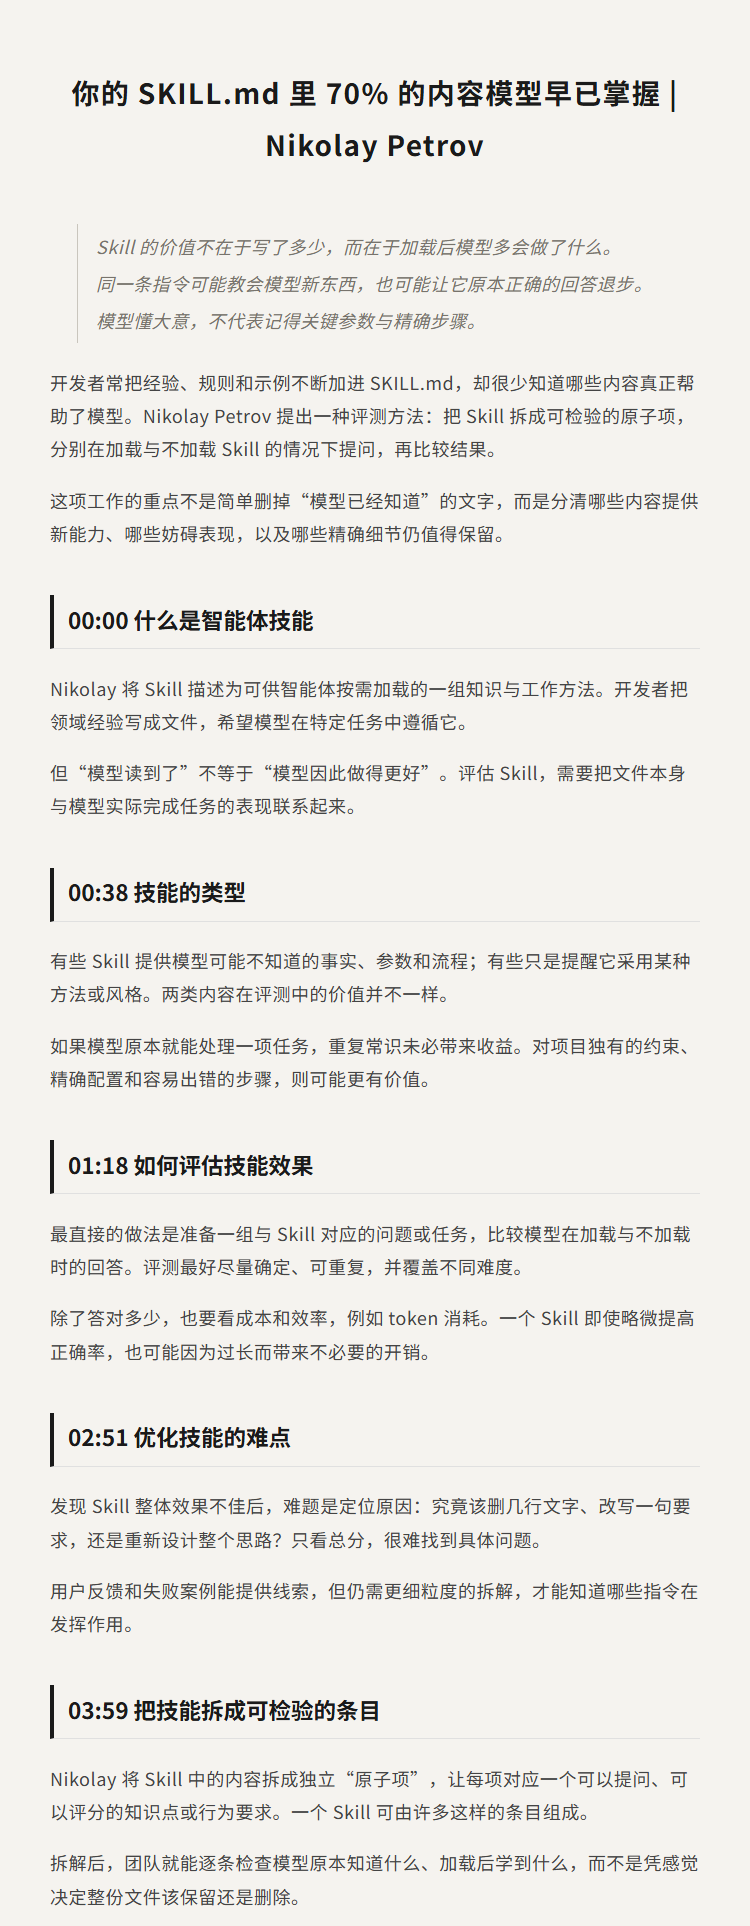 你的 SKILL.md 里 70% 的内容模型早已掌握 |
Nikolay Petrov
Skill 的价值不在于写了多少，而在于加载后模型多会做了什么。
同一条指令可能教会模型新东西，也可能让它原本正确的回答退步。
模型懂大意，不代表记得关键参数与精确步骤。
开发者常把经验、规则和示例不断加进 SKILL.md，却很少知道哪些内容真正帮
助了模型。Nikolay Petrov 提出一种评测方法：把 Skill 拆成可检验的原子项，
分别在加载与不加载 Skill 的情况下提问，再比较结果。
这项工作的重点不是简单删掉“模型已经知道”的文字，而是分清哪些内容提供
新能力、哪些妨碍表现，以及哪些精确细节仍值得保留。
00:00 什么是智能体技能
Nikolay 将 Skill 描述为可供智能体按需加载的一组知识与工作方法。开发者把
领域经验写成文件，希望模型在特定任务中遵循它。
但“模型读到了”不等于“模型因此做得更好”。评估 Skill，需要把文件本身
与模型实际完成任务的表现联系起来。
00:38 技能的类型
有些 Skill 提供模型可能不知道的事实、参数和流程；有些只是提醒它采用某种
方法或风格。两类内容在评测中的价值并不一样。
如果模型原本就能处理一项任务，重复常识未必带来收益。对项目独有的约束、
精确配置和容易出错的步骤，则可能更有价值。
01:18 如何评估技能效果
最直接的做法是准备一组与 Skill 对应的问题或任务，比较模型在加载与不加载
时的回答。评测最好尽量确定、可重复，并覆盖不同难度。
除了答对多少，也要看成本和效率，例如 token 消耗。一个 Skill 即使略微提高
正确率，也可能因为过长而带来不必要的开销。
02:51 优化技能的难点
发现 Skill 整体效果不佳后，难题是定位原因：究竟该删几行文字、改写一句要
求，还是重新设计整个思路？只看总分，很难找到具体问题。
用户反馈和失败案例能提供线索，但仍需更细粒度的拆解，才能知道哪些指令在
发挥作用。
03:59 把技能拆成可检验的条目
Nikolay 将 Skill 中的内容拆成独立“原子项”，让每项对应一个可以提问、可
以评分的知识点或行为要求。一个 Skill 可由许多这样的条目组成。
拆解后，团队就能逐条检查模型原本知道什么、加载后学到什么，而不是凭感觉
决定整份文件该保留还是删除。